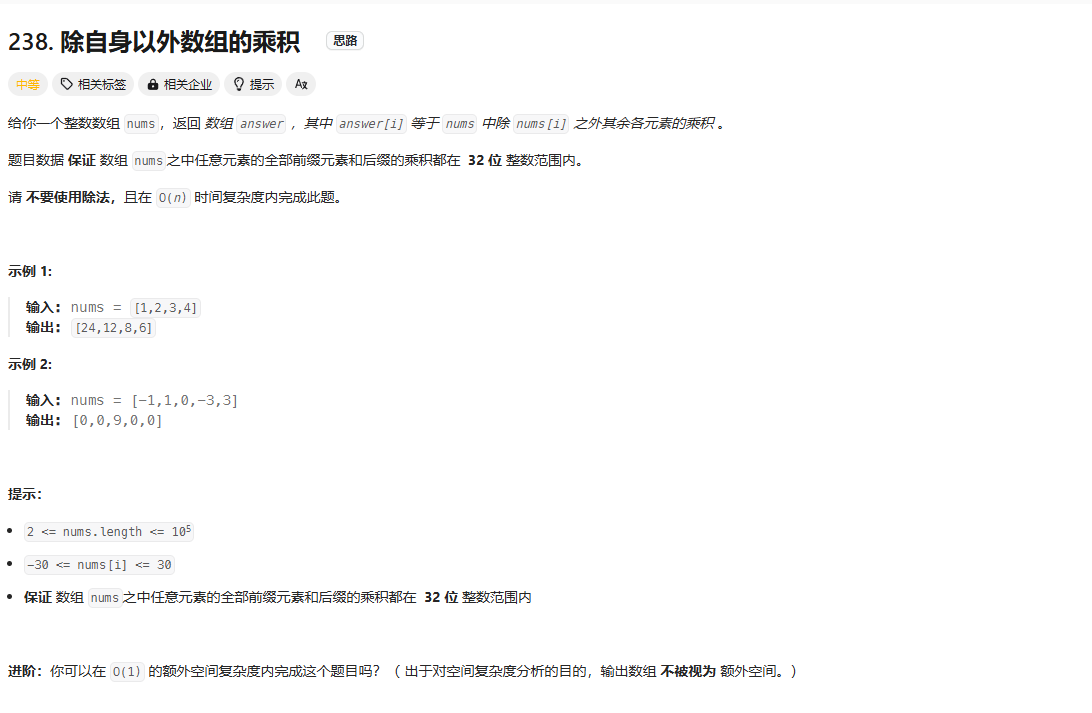 238. 除自身以外数组的乘积 思路
中等 相关标签 相关企业 提示 Aא
给你一个整数数组 nums，返回 数组 answer ，其中 answer[i] 等于 nums 中除 nums[i] 之外其余各元素的乘积 。
题目数据 保证 数组 nums之中任意元素的全部前缀元素和后缀的乘积都在 32 位 整数范围内。
请 不要使用除法，且在 O(n) 时间复杂度内完成此题。
示例 1:
输入: nums = [1,2,3,4]
输出: [24,12,8,6]
示例 2:
输入: nums = [-1,1,0,-3,3]
输出: [0,0,9,0,0]
提示：
• 2 <= nums.length <= 10⁵
• -30 <= nums[i] <= 30
• 保证 数组 nums之中任意元素的全部前缀元素和后缀的乘积都在 32 位 整数范围内
进阶：你可以在 O(1) 的额外空间复杂度内完成这个题目吗？（ 出于对空间复杂度分析的目的，输出数组 不被视为 额外空间。）